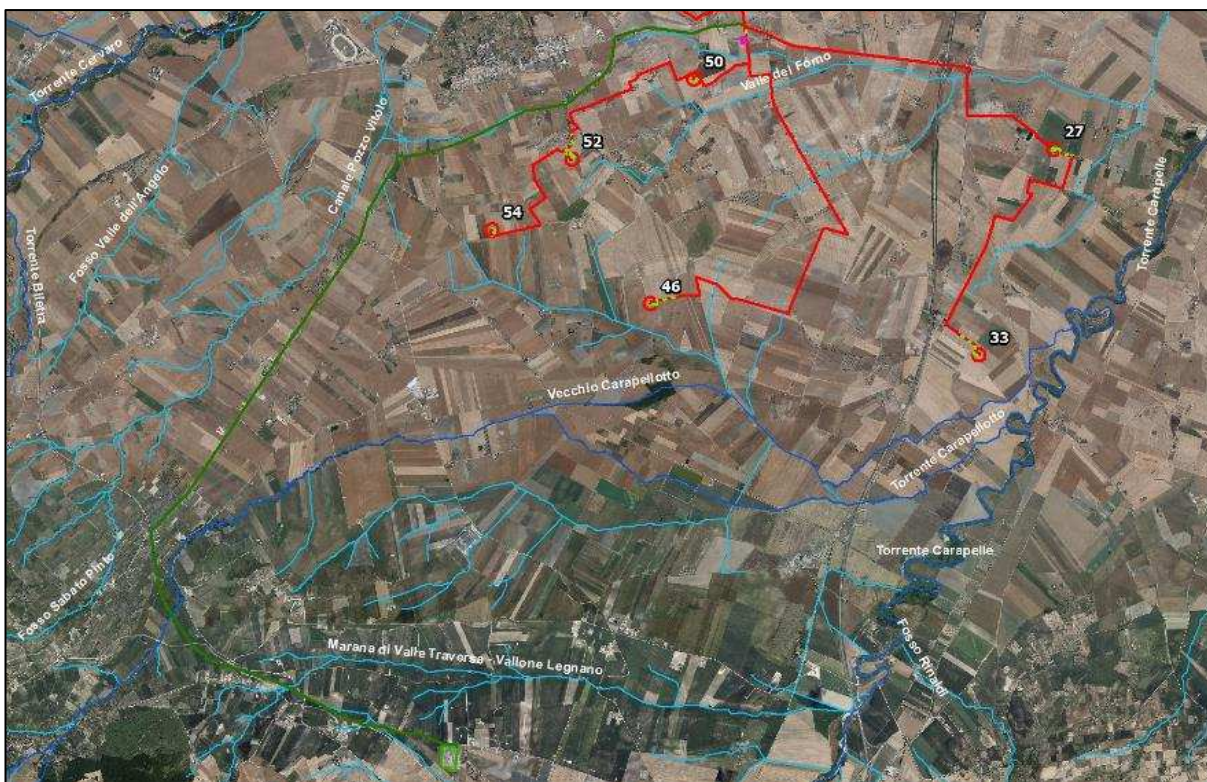 50
Valle del Forno
Torrente Cervaro
27
52
Canale Pozzo Vitolo
Torrente Carapelle
Fosso Valle dell'Angelo
54
Torrente Bileria
46
33
Vecchio Carapellotto
Torrente Carapellotto
Torrente Carapelle
Fosso Sabato Pinto
Fosso Rinaldi
Marana di Valle Traversa - Vallone Legnano